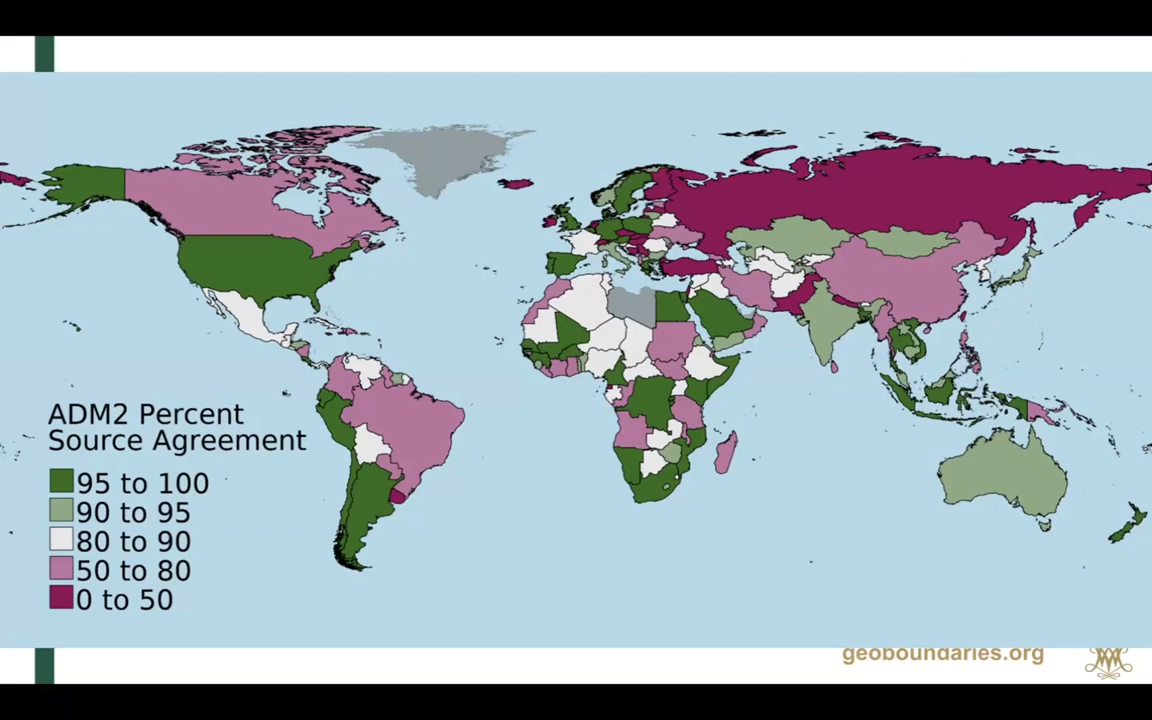 ADM2 Percent
Source Agreement
95 to 100
90 to 95
80 to 90
50 to 80
0 to 50
geoboundaries.org